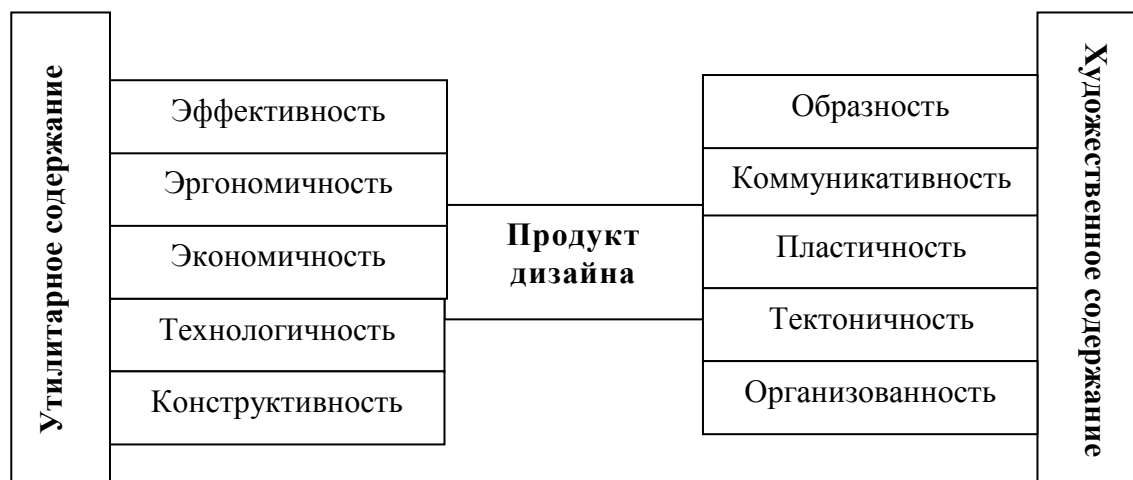 Утилитарное содержание
Эффективность
Эргономичность
Экономичность
Технологичность
Конструктивность
Продукт
дизайна
Образность
Коммуникативность
Пластичность
Тектоничность
Организованность
Художественное содержание